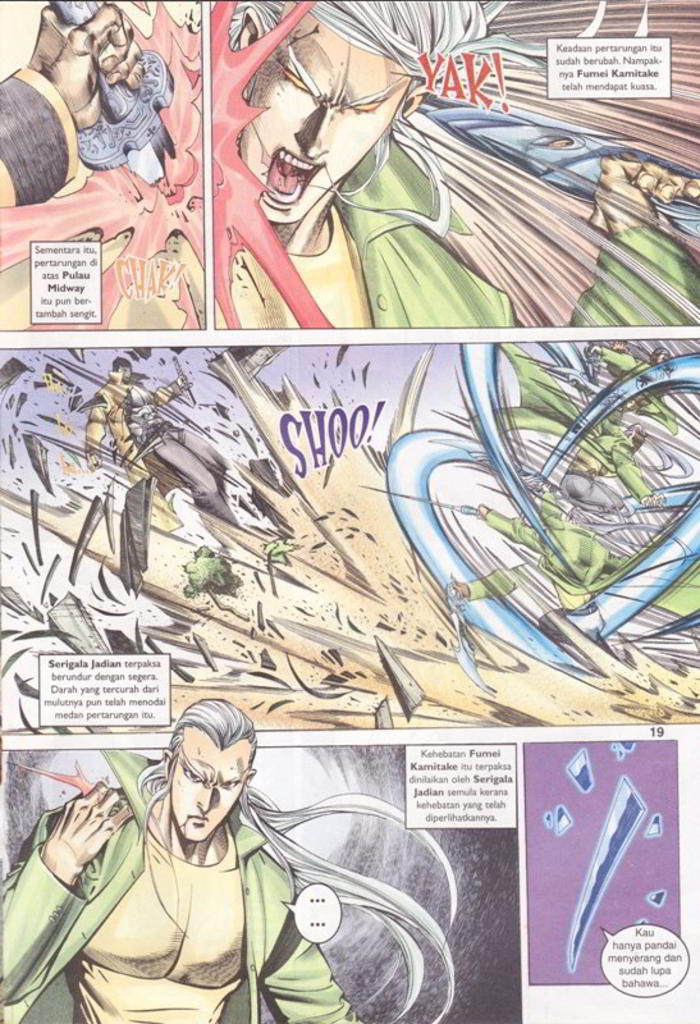 Sementara itu,
pertarungan di
atas Pulau
Midway
itu pun ber-
tambah sengit.
CHAK!
YAK!
Keadaan pertarungan itu
sudah berubah. Nampak-
nya Fumei Kamitake
telah mendapat kuasa.
SHOO!
Serigala Jadian terpaksa
berundur dengan segera.
Darah yang tercurah dari
mulutnya pun telah menodai
medan pertarungan itu.
19
Kehebatan Fumei
Kamitake itu terpaksa
dinilaikan oleh Serigala
Jadian semula kerana
kehebatan yang telah
diperlihatkannya.
...
...
Kau
hanya pandai
menyerang dan
sudah lupa
bahawa...